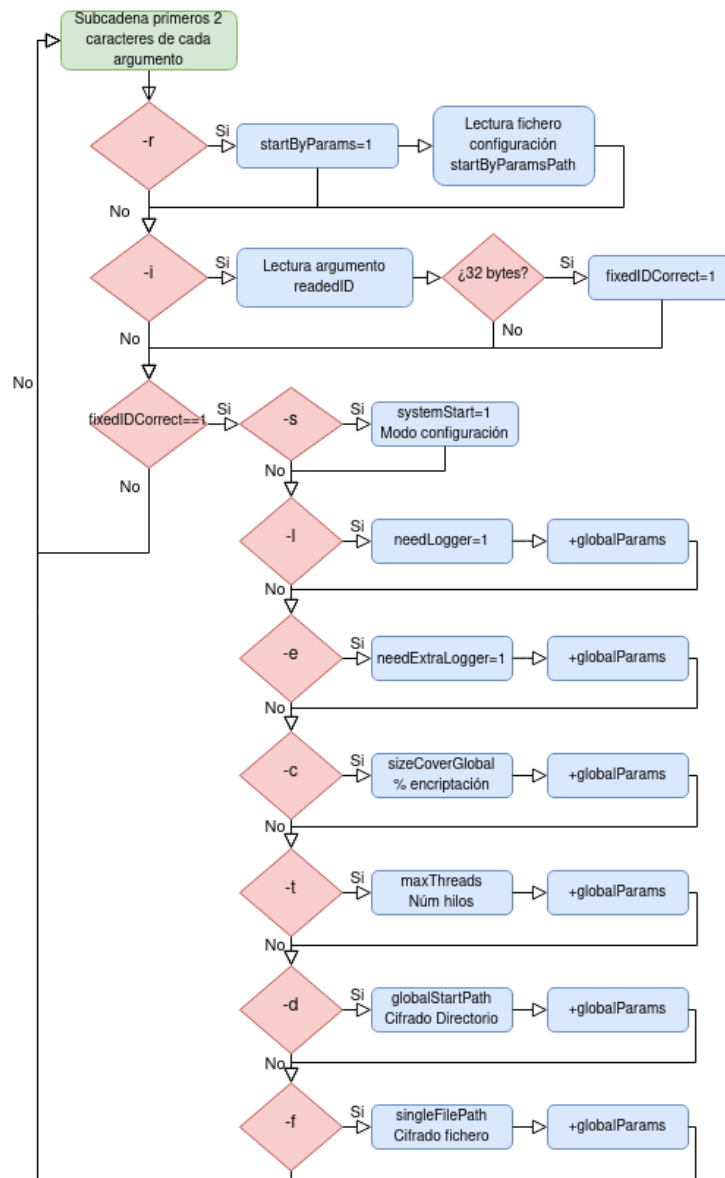 Subcadena primeros 2
caracteres de cada
argumento
-r
Si
startByParams=1
Lectura fichero
configuración
startByParamsPath
No
-i
Si
Lectura argumento
readedID
¿32 bytes?
Si
fixedIDCorrect=1
No
No
No
fixedIDCorrect==1
Si
-s
Si
systemStart=1
Modo configuración
No
No
-l
Si
needLogger=1
+globalParams
No
-e
Si
needExtraLogger=1
+globalParams
No
-c
Si
sizeCoverGlobal
% encriptación
+globalParams
No
-t
Si
maxThreads
Núm hilos
+globalParams
No
-d
Si
globalStartPath
Cifrado Directorio
+globalParams
No
-f
Si
singleFilePath
Cifrado fichero
+globalParams